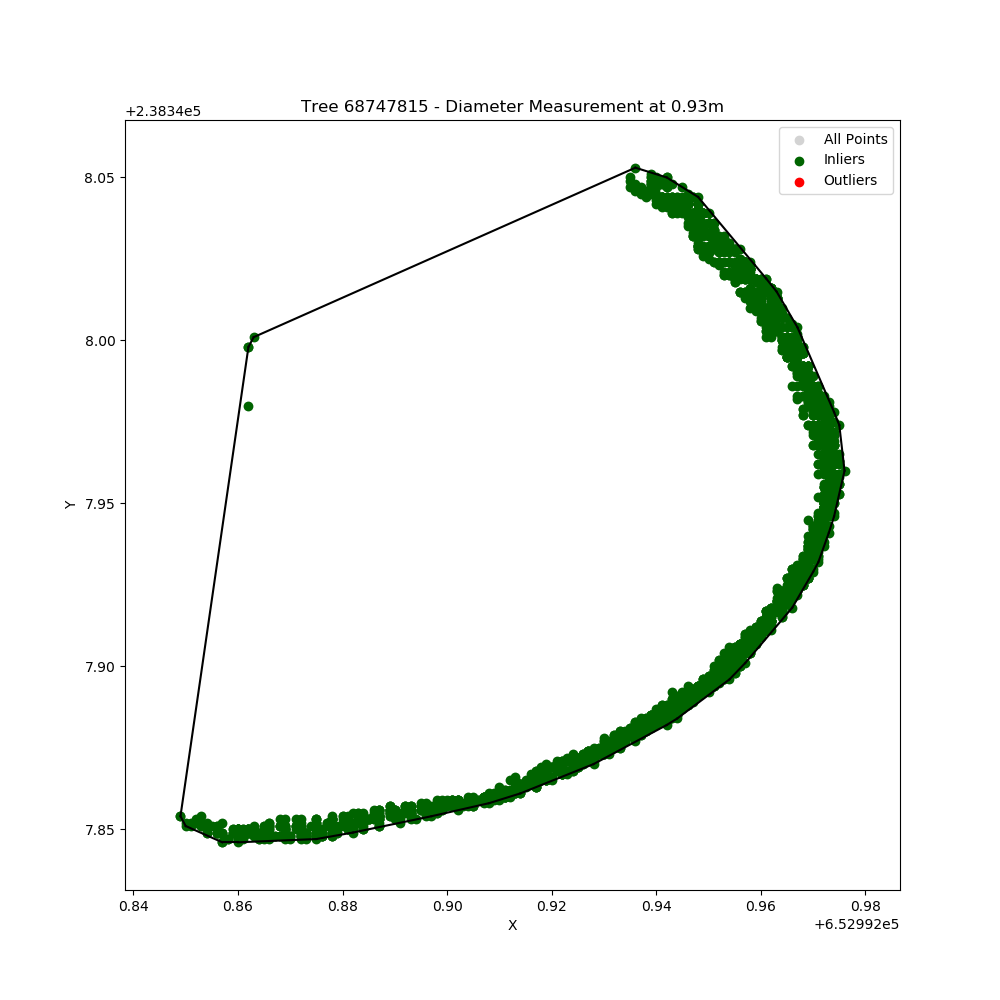 Tree 68747815 - Diameter Measurement at 0.93m
+2.3834e5
All Points
Inliers
Outliers
8.05
8.00
7.95
7.90
7.85
Y
0.84 0.86 0.88 0.90 0.92 0.94 0.96 0.98
X
+6.52992e5